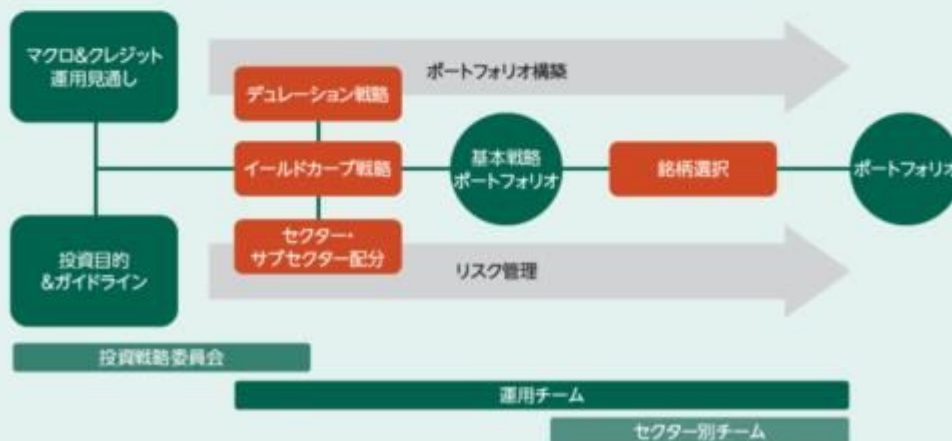 マクロ&クレジット
運用見通し
ポートフォリオ構築
デュレーション戦略
イールドカーブ戦略
基本戦略
ポートフォリオ
銘柄選択
ポートフォリオ
セクター・
サブセクター配分
投資目的
&ガイドライン
リスク管理
投資戦略委員会
運用チーム
セクター別チーム